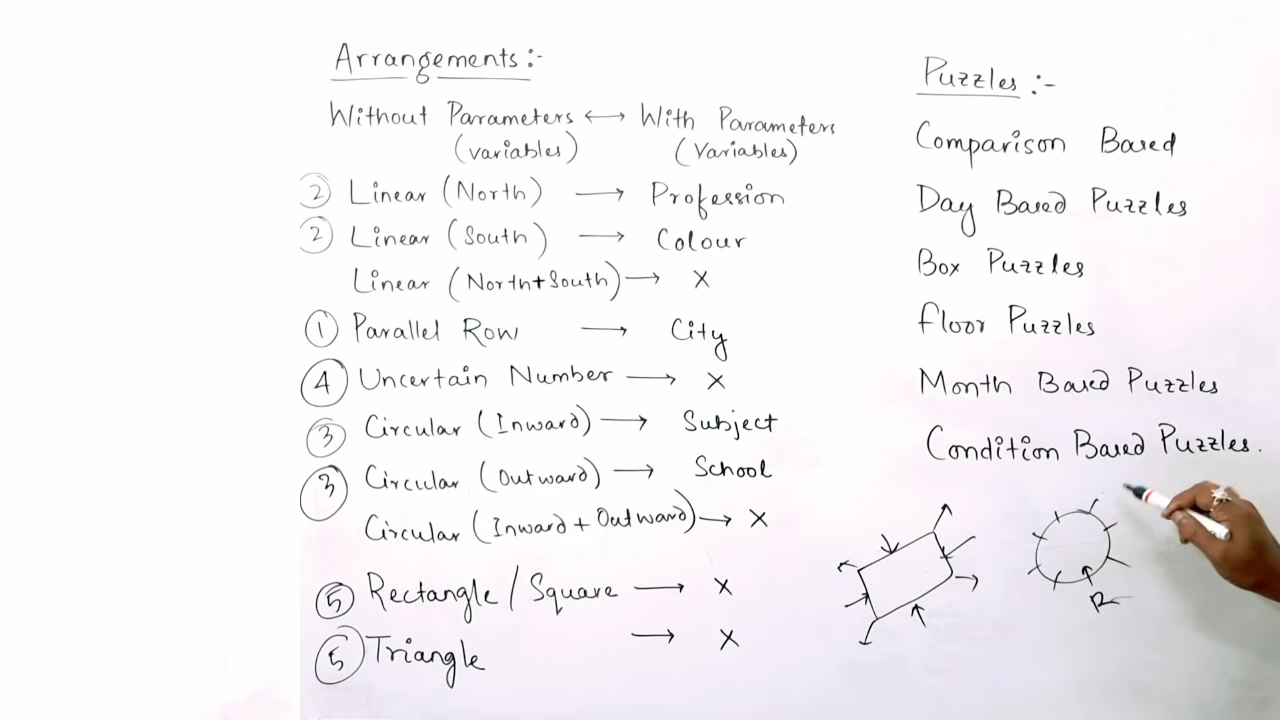 Arrangements :-
Without Parameters ←→ With Parameters
(variables) (Variables)
② Linear (North) → Profession
② Linear (South) → Colour
Linear (North+South) → X
① Parallel Row → City
④ Uncertain Number → X
③ Circular (Inward) → Subject
③ Circular (Outward) → School
Circular (Inward + Outward) → X
⑤ Rectangle / Square → X
⑤ Triangle → X
Puzzles :-
Comparison Based
Day Based Puzzles
Box Puzzles
floor Puzzles
Month Based Puzzles
Condition Based Puzzles.
R